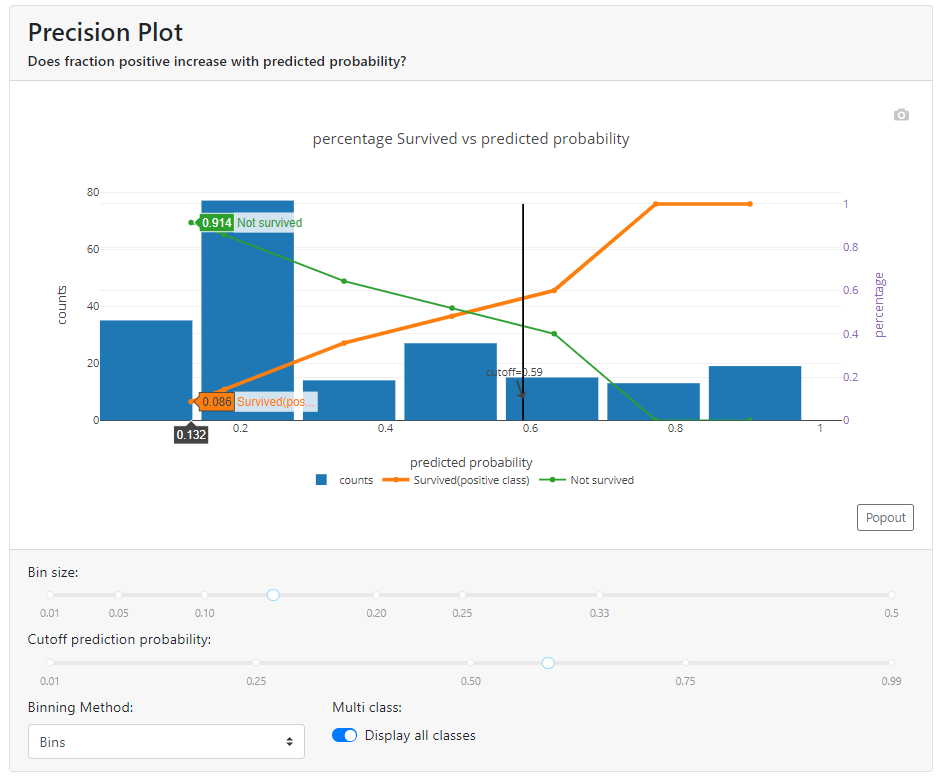 Precision Plot
Does fraction positive increase with predicted probability?
percentage Survived vs predicted probability
80
60
40
20
0
counts
1
0.8
0.6
0.4
0.2
0
percentage
0.914 Not survived
0.086 Survived(pos...
cutoff=0.59
0.132
0.2 0.4 0.6 0.8 1
predicted probability
counts Survived(positive class) Not survived
Popout
Bin size:
0.01 0.05 0.10 0.20 0.25 0.33 0.5
Cutoff prediction probability:
0.01 0.25 0.50 0.75 0.99
Binning Method: Multi class:
Bins Display all classes